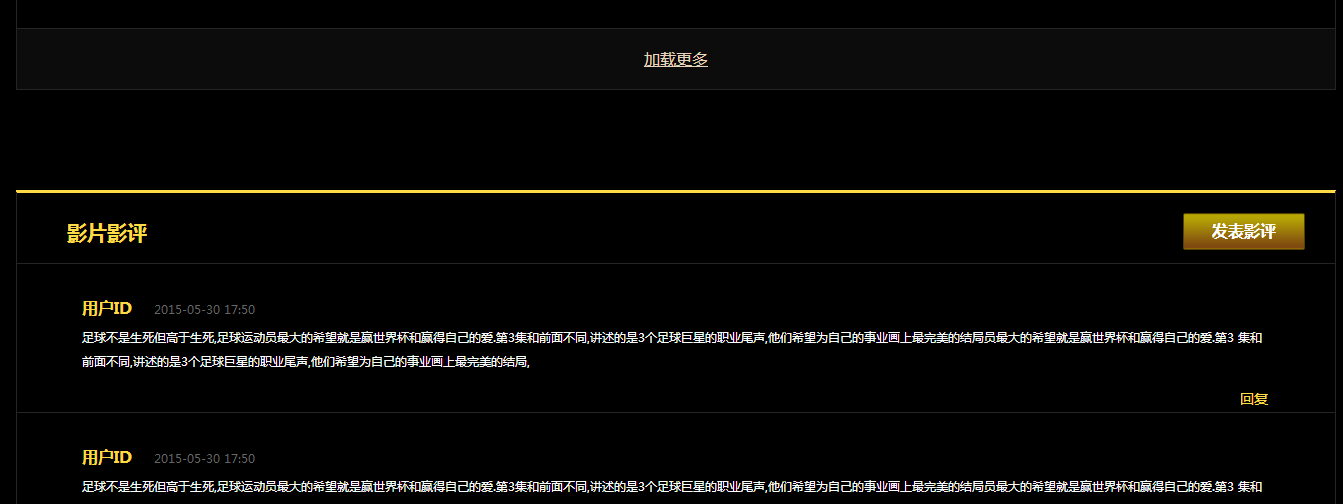 加载更多
影片影评
发表影评
用户ID 2015-05-30 17:50
足球不是生死但高于生死,足球运动员最大的希望就是赢世界杯和赢得自己的爱.第3集和前面不同,讲述的是3个足球巨星的职业尾声,他们希望为自己的事业画上最完美的结局员最大的希望就是赢世界杯和赢得自己的爱.第3 集和
前面不同,讲述的是3个足球巨星的职业尾声,他们希望为自己的事业画上最完美的结局,
回复
用户ID 2015-05-30 17:50
足球不是生死但高于生死,足球运动员最大的希望就是赢世界杯和赢得自己的爱.第3集和前面不同,讲述的是3个足球巨星的职业尾声,他们希望为自己的事业画上最完美的结局员最大的希望就是赢世界杯和赢得自己的爱.第3 集和